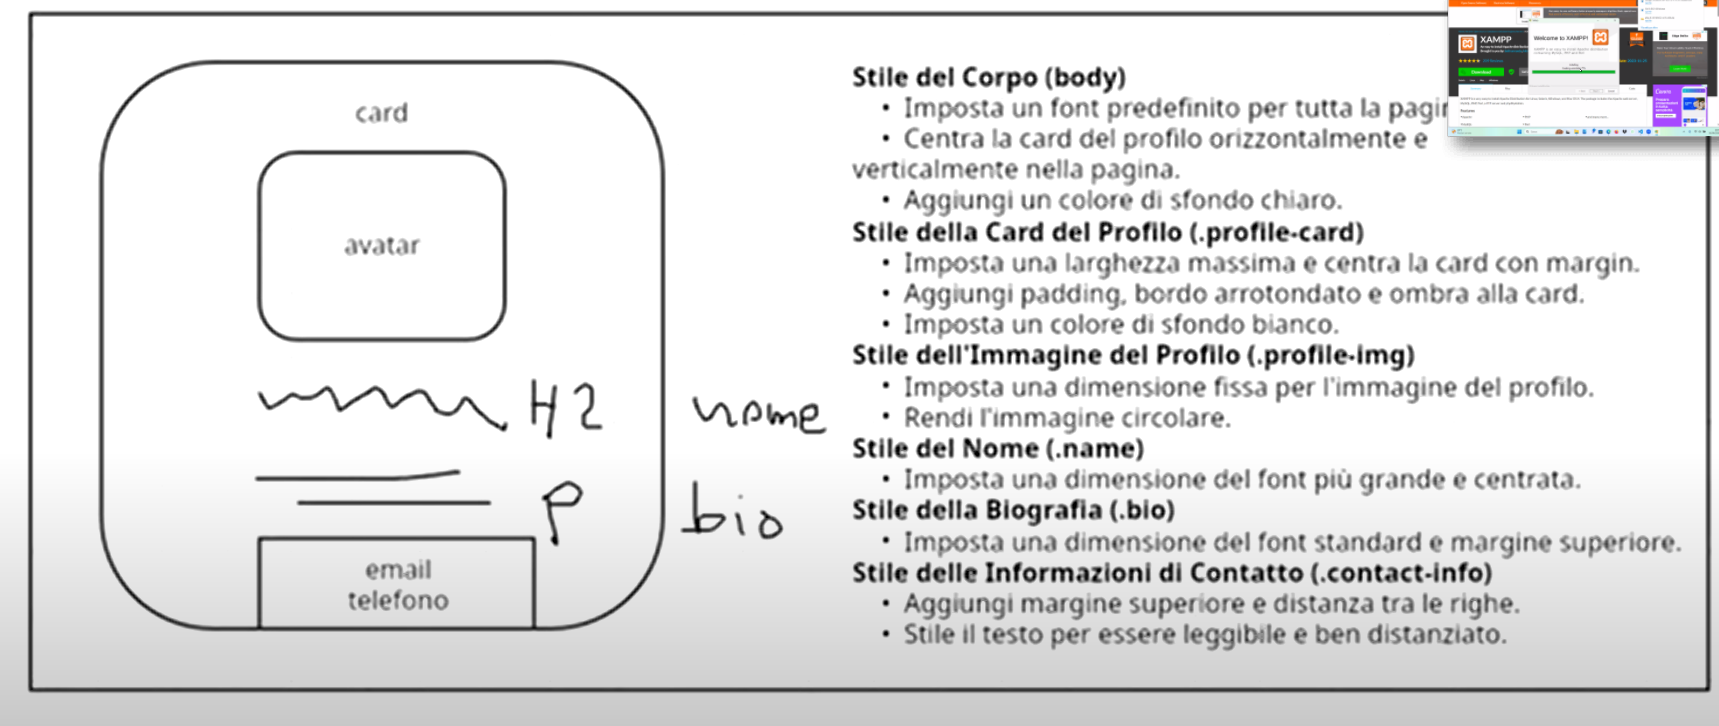 card
avatar
H2
nome
P
bio
email
telefono
Stile del Corpo (body)
• Imposta un font predefinito per tutta la pagin
• Centra la card del profilo orizzontalmente e
verticalmente nella pagina.
• Aggiungi un colore di sfondo chiaro.
Stile della Card del Profilo (.profile-card)
• Imposta una larghezza massima e centra la card con margin.
• Aggiungi padding, bordo arrotondato e ombra alla card.
• Imposta un colore di sfondo bianco.
Stile dell'Immagine del Profilo (.profile-img)
• Imposta una dimensione fissa per l'immagine del profilo.
• Rendi l'immagine circolare.
Stile del Nome (.name)
• Imposta una dimensione del font più grande e centrata.
Stile della Biografia (.bio)
• Imposta una dimensione del font standard e margine superiore.
Stile delle Informazioni di Contatto (.contact-info)
• Aggiungi margine superiore e distanza tra le righe.
• Stile il testo per essere leggibile e ben distanziato.
XAMPP
Welcome to XAMPP!
Download